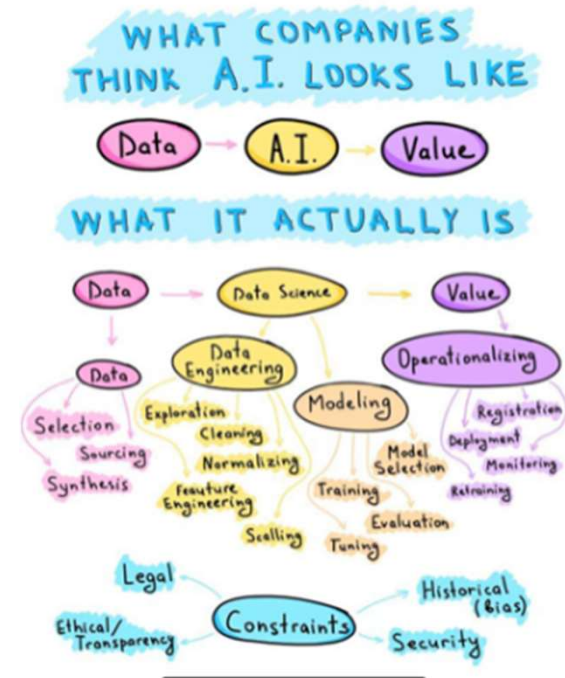 WHAT COMPANIES
THINK A.I. LOOKS LIKE
Data
A.I.
Value
WHAT IT ACTUALLY IS
Data
Data Science
Value
Data
Selection
Sourcing
Synthesis
Data
Engineering
Exploration
Cleaning
Normalizing
Feauture
Engineering
Scalling
Modeling
Model
Selection
Training
Evaluation
Tuning
Operationalizing
Registration
Deployment
Monitoring
Retraining
Constraints
Legal
Ethical/
Transparency
Historical
(Bias)
Security